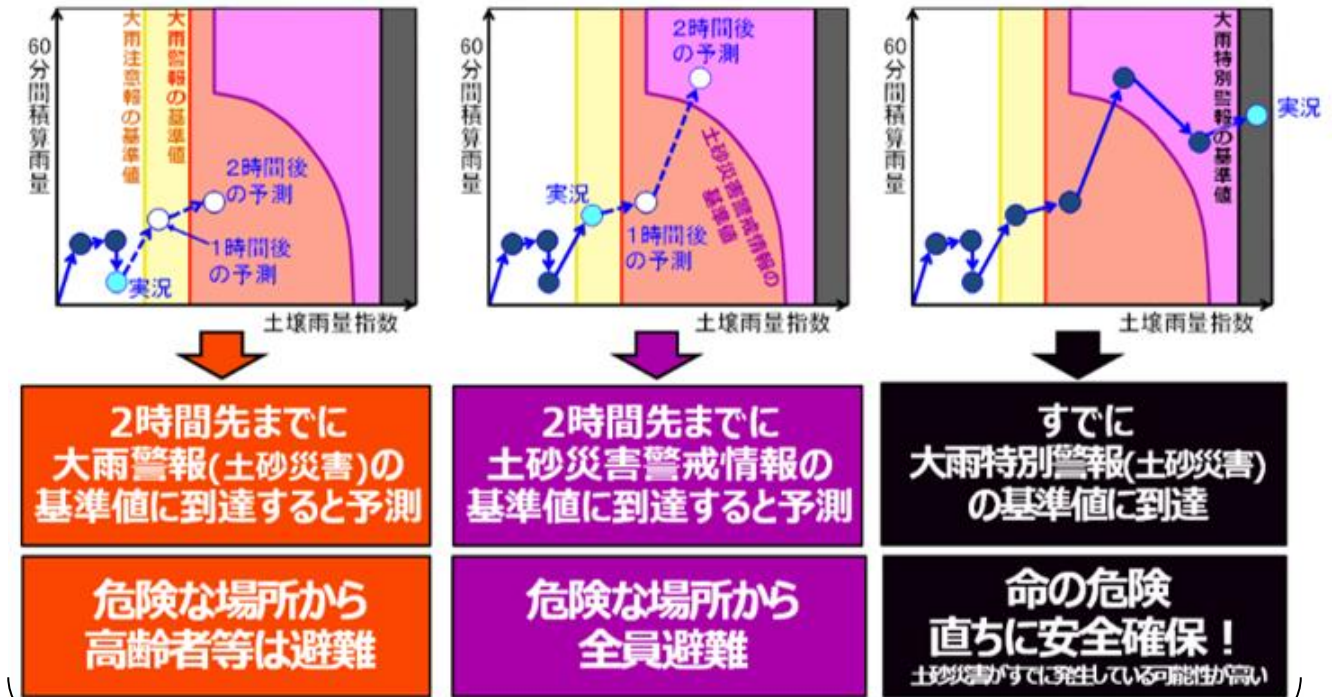 60分間積算雨量
大雨注意報の基準値
大雨警報の基準値
2時間後
の予測
1時間後
の予測
実況
土壌雨量指数
60分間積算雨量
2時間後
の予測
土砂災害警戒情報の
基準値
実況
1時間後
の予測
土壌雨量指数
60分間積算雨量
大雨特別警報の基準値
実況
土壌雨量指数
2時間先までに
大雨警報(土砂災害)の
基準値に到達すると予測
2時間先までに
土砂災害警戒情報の
基準値に到達すると予測
すでに
大雨特別警報(土砂災害)
の基準値に到達
危険な場所から
高齢者等は避難
危険な場所から
全員避難
命の危険
直ちに安全確保！
土砂災害がすでに発生している可能性が高い